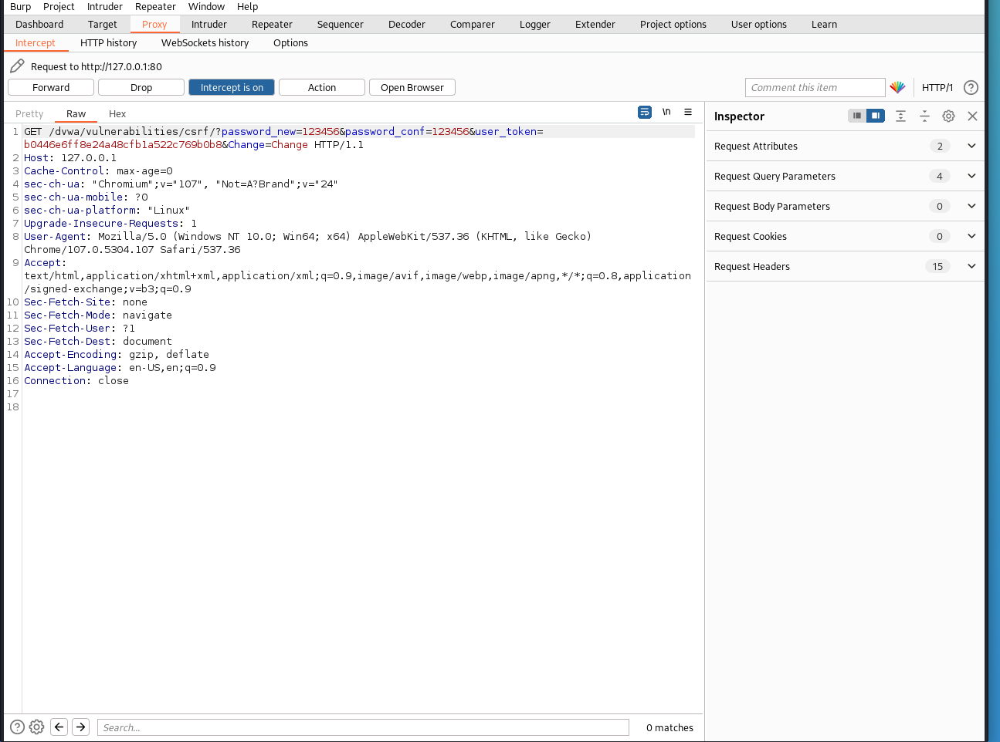 Burp Project Intruder Repeater Window Help
Dashboard Target Proxy Intruder Repeater Sequencer Decoder Comparer Logger Extender Project options User options Learn
Intercept HTTP history WebSockets history Options
Request to http://127.0.0.1:80
Forward Drop Intercept is on Action Open Browser Comment this item HTTP/1 ?
Pretty Raw Hex \n
1 GET /dvwa/vulnerabilities/csrf/?password_new=123456&password_conf=123456&user_token=
b0446e6ff8e24a48cfb1a522c769b0b8&Change=Change HTTP/1.1
2 Host: 127.0.0.1
3 Cache-Control: max-age=0
4 sec-ch-ua: "Chromium";v="107", "Not=A?Brand";v="24"
5 sec-ch-ua-mobile: ?0
6 sec-ch-ua-platform: "Linux"
7 Upgrade-Insecure-Requests: 1
8 User-Agent: Mozilla/5.0 (Windows NT 10.0; Win64; x64) AppleWebKit/537.36 (KHTML, like Gecko)
Chrome/107.0.5304.107 Safari/537.36
9 Accept:
text/html,application/xhtml+xml,application/xml;q=0.9,image/avif,image/webp,image/apng,*/*;q=0.8,application
/signed-exchange;v=b3;q=0.9
10 Sec-Fetch-Site: none
11 Sec-Fetch-Mode: navigate
12 Sec-Fetch-User: ?1
13 Sec-Fetch-Dest: document
14 Accept-Encoding: gzip, deflate
15 Accept-Language: en-US,en;q=0.9
16 Connection: close
17
18
Inspector
Request Attributes 2
Request Query Parameters 4
Request Body Parameters 0
Request Cookies 0
Request Headers 15
? Search... 0 matches